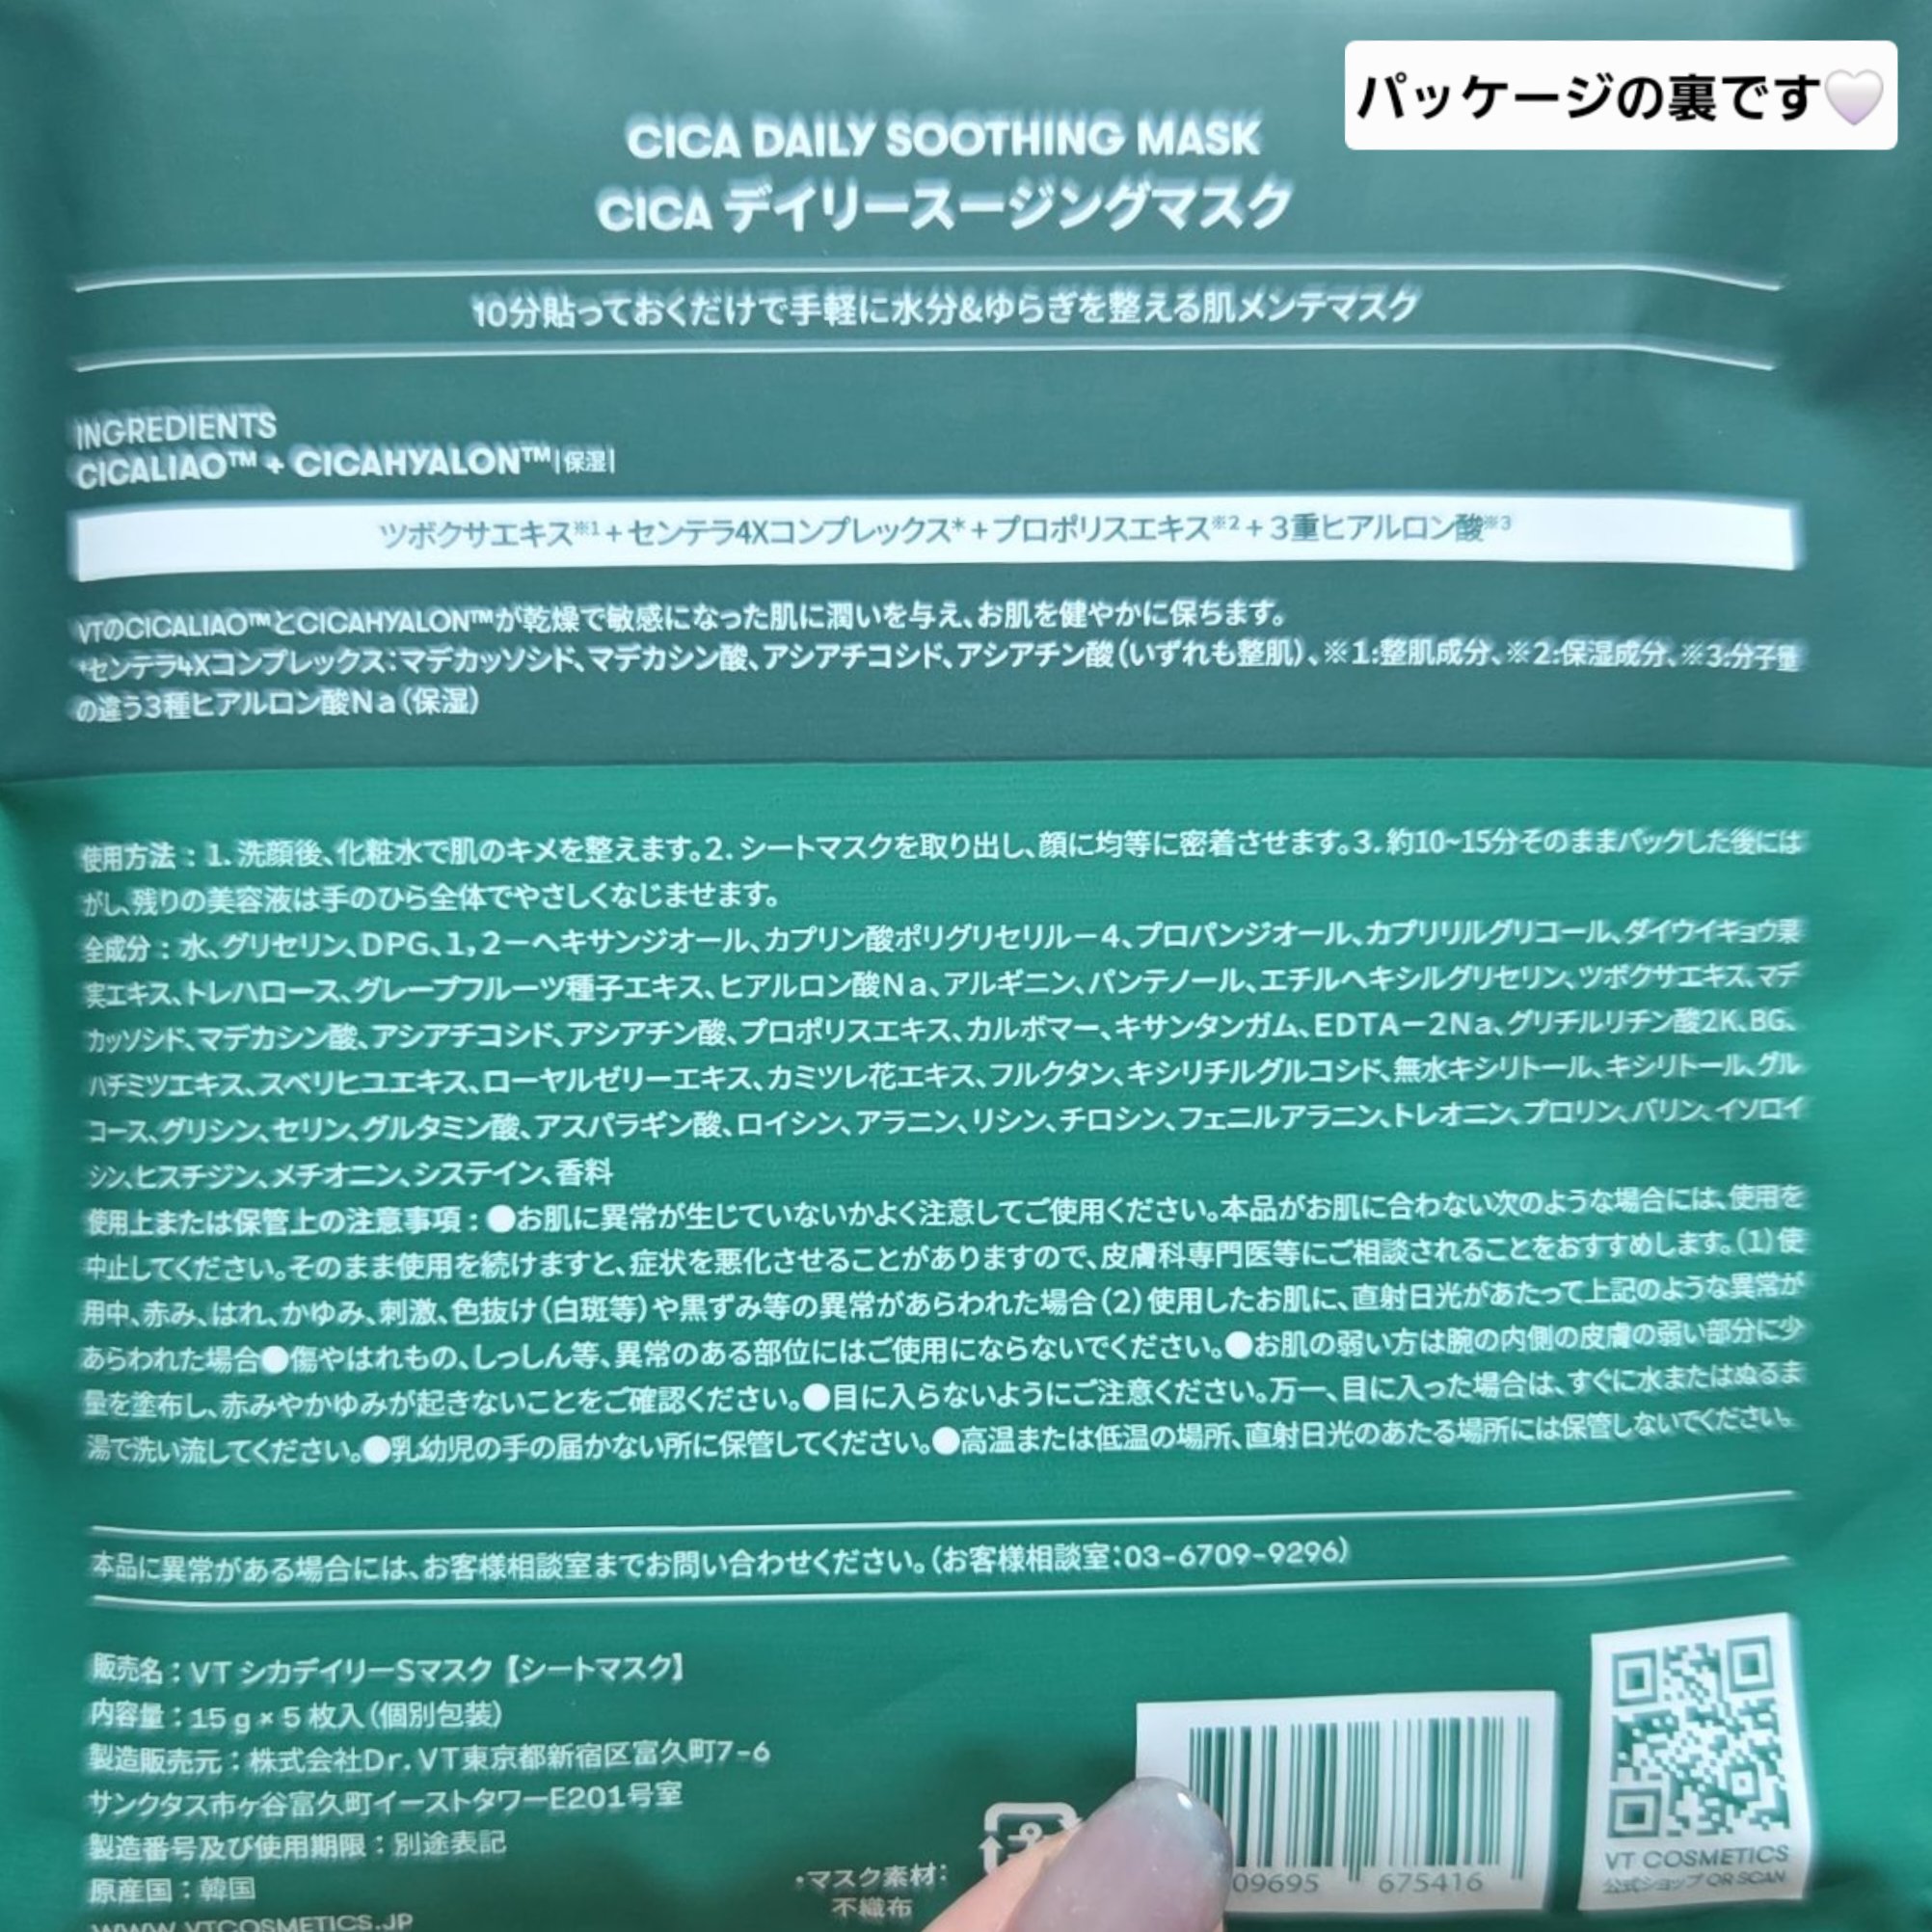 パッケージの裏です
CICA DAILY SOOTHING MASK
CICA デイリースージングマスク
10分貼っておくだけで手軽に水分&ゆらぎを整える肌メンテマスク
INGREDIENTS
CICALIAO™ + CICAHYALON™|保湿|
ツボクサエキス※1 + センテラ4Xコンプレックス* + プロポリスエキス※2 + 3重ヒアルロン酸※3
VTのCICALIAO™とCICAHYALON™が乾燥で敏感になった肌に潤いを与え、お肌を健やかに保ちます。
*センテラ4Xコンプレックス:マデカッソシド、マデカシン酸、アシアチコシド、アシアチン酸(いずれも整肌)、※1:整肌成分、※2:保湿成分、※3:分子量
の違う3種ヒアルロン酸Na(保湿)
使用方法 : 1. 洗顔後、化粧水で肌のキメを整えます。2. シートマスクを取り出し、顔に均等に密着させます。3. 約10~15分そのままパックした後には
がし、残りの美容液は手のひら全体でやさしくなじませます。
全成分 : 水、グリセリン、DPG、1,2－ヘキサンジオール、カプリン酸ポリグリセリル－4、プロパンジオール、カプリリルグリコール、ダイウイキョウ果
実エキス、トレハロース、グレープフルーツ種子エキス、ヒアルロン酸Na、アルギニン、パンテノール、エチルヘキシルグリセリン、ツボクサエキス、マデ
カッソシド、マデカシン酸、アシアチコシド、アシアチン酸、プロポリスエキス、カルボマー、キサンタンガム、EDTA－2Na、グリチルリチン酸2K、BG、
ハチミツエキス、スベリヒユエキス、ローヤルゼリーエキス、カミツレ花エキス、フルクタン、キシリチルグルコシド、無水キシリトール、キシリトール、グル
コース、グリシン、セリン、グルタミン酸、アスパラギン酸、ロイシン、アラニン、リシン、チロシン、フェニルアラニン、トレオニン、プロリン、バリン、イソロイ
シン、ヒスチジン、メチオニン、システイン、香料
使用上または保管上の注意事項 : ●お肌に異常が生じていないかよく注意してご使用ください。本品がお肌に合わない次のような場合には、使用を
中止してください。そのまま使用を続けますと、症状を悪化させることがありますので、皮膚科専門医等にご相談されることをおすすめします。(1)使
用中、赤み、はれ、かゆみ、刺激、色抜け(白斑等)や黒ずみ等の異常があらわれた場合(2)使用したお肌に、直射日光があたって上記のような異常が
あらわれた場合●傷やはれもの、しっしん等、異常のある部位にはご使用にならないでください。●お肌の弱い方は腕の内側の皮膚の弱い部分に少
量を塗布し、赤みやかゆみが起きないことをご確認ください。●目に入らないようにご注意ください。万一、目に入った場合は、すぐに水またはぬるま
湯で洗い流してください。●乳幼児の手の届かない所に保管してください。●高温または低温の場所、直射日光のあたる場所には保管しないでください。
本品に異常がある場合には、お客様相談室までお問い合わせください。(お客様相談室:03-6709-9296)
販売名 : VT シカデイリーSマスク【シートマスク】
内容量 : 15 g × 5 枚入(個別包装)
製造販売元 : 株式会社Dr. VT東京都新宿区富久町7-6
サンクタス市ヶ谷富久町イーストタワーE201号室
製造番号及び使用期限 : 別途表記
原産国 : 韓国
WWW.VTCOSMETICS.JP
・マスク素材:
不織布
09695 675416
VT COSMETICS
公式ショップ QR SCAN